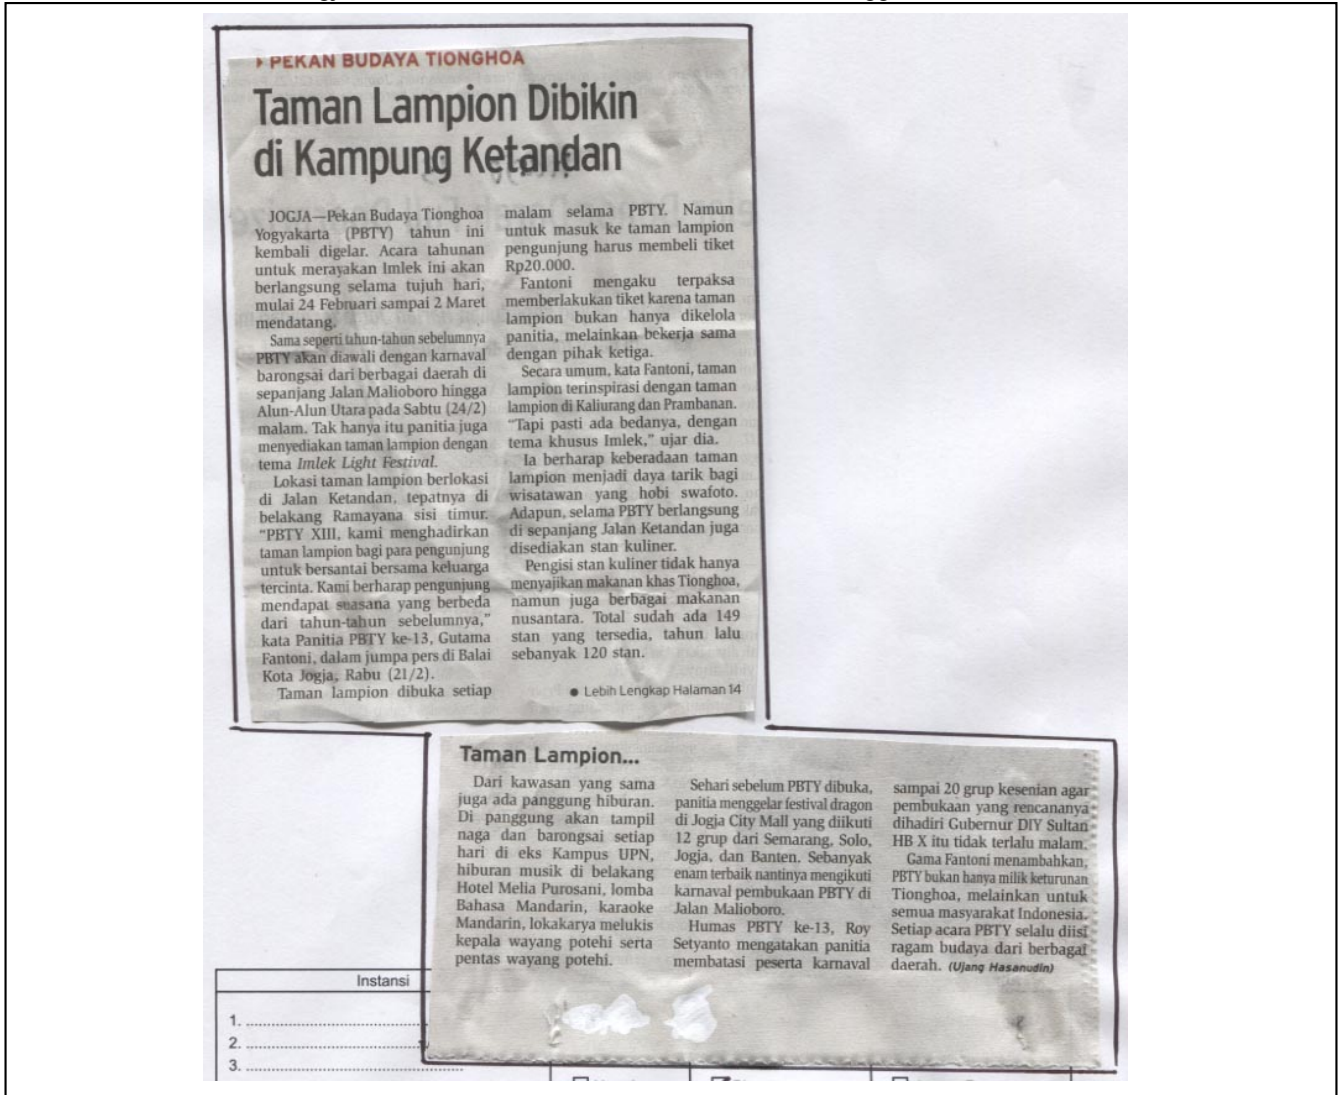 PEKAN BUDAYA TIONGHOA
Taman Lampion Dibikin
di Kampung Ketandan
JOGJA—Pekan Budaya Tionghoa
Yogyakarta (PBTY) tahun ini
kembali digelar. Acara tahunan
untuk merayakan Imlek ini akan
berlangsung selama tujuh hari,
mulai 24 Februari sampai 2 Maret
mendatang.
Sama seperti tahun-tahun sebelumnya
PBTY akan diawali dengan karnaval
barongsai dari berbagai daerah di
sepanjang Jalan Malioboro hingga
Alun-Alun Utara pada Sabtu (24/2)
malam. Tak hanya itu panitia juga
menyediakan taman lampion dengan
tema Imlek Light Festival.
Lokasi taman lampion berlokasi
di Jalan Ketandan, tepatnya di
belakang Ramayana sisi timur.
“PBTY XIII, kami menghadirkan
taman lampion bagi para pengunjung
untuk bersantai bersama keluarga
tercinta. Kami berharap pengunjung
mendapat suasana yang berbeda
dari tahun-tahun sebelumnya,”
kata Panitia PBTY ke-13, Gutama
Fantoni, dalam jumpa pers di Balai
Kota Jogja, Rabu (21/2).
Taman lampion dibuka setiap
malam selama PBTY. Namun
untuk masuk ke taman lampion
pengunjung harus membeli tiket
Rp20.000.
Fantoni mengaku terpaksa
memberlakukan tiket karena taman
lampion bukan hanya dikelola
panitia, melainkan bekerja sama
dengan pihak ketiga.
Secara umum, kata Fantoni, taman
lampion terinspirasi dengan taman
lampion di Kaliurang dan Prambanan.
“Tapi pasti ada bedanya, dengan
tema khusus Imlek,” ujar dia.
Ia berharap keberadaan taman
lampion menjadi daya tarik bagi
wisatawan yang hobi swafoto.
Adapun, selama PBTY berlangsung
di sepanjang Jalan Ketandan juga
disediakan stan kuliner.
Pengisi stan kuliner tidak hanya
menyajikan makanan khas Tionghoa,
namun juga berbagai makanan
nusantara. Total sudah ada 149
stan yang tersedia, tahun lalu
sebanyak 120 stan.
● Lebih Lengkap Halaman 14
Taman Lampion...
Dari kawasan yang sama
juga ada panggung hiburan.
Di panggung akan tampil
naga dan barongsai setiap
hari di eks Kampus UPN,
hiburan musik di belakang
Hotel Melia Purosani, lomba
Bahasa Mandarin, karaoke
Mandarin, lokakarya melukis
kepala wayang potehi serta
pentas wayang potehi.
Sehari sebelum PBTY dibuka,
panitia menggelar festival dragon
di Jogja City Mall yang diikuti
12 grup dari Semarang, Solo,
Jogja, dan Banten. Sebanyak
enam terbaik nantinya mengikuti
karnaval pembukaan PBTY di
Jalan Malioboro.
Humas PBTY ke-13, Roy
Setyanto mengatakan panitia
membatasi peserta karnaval
sampai 20 grup kesenian agar
pembukaan yang rencananya
dihadiri Gubernur DIY Sultan
HB X itu tidak terlalu malam.
Gama Fantoni menambahkan,
PBTY bukan hanya milik keturunan
Tionghoa, melainkan untuk
semua masyarakat Indonesia.
Setiap acara PBTY selalu diisi
ragam budaya dari berbagai
daerah. (Ujang Hasanudin)
Instansi
1.
2.
3.